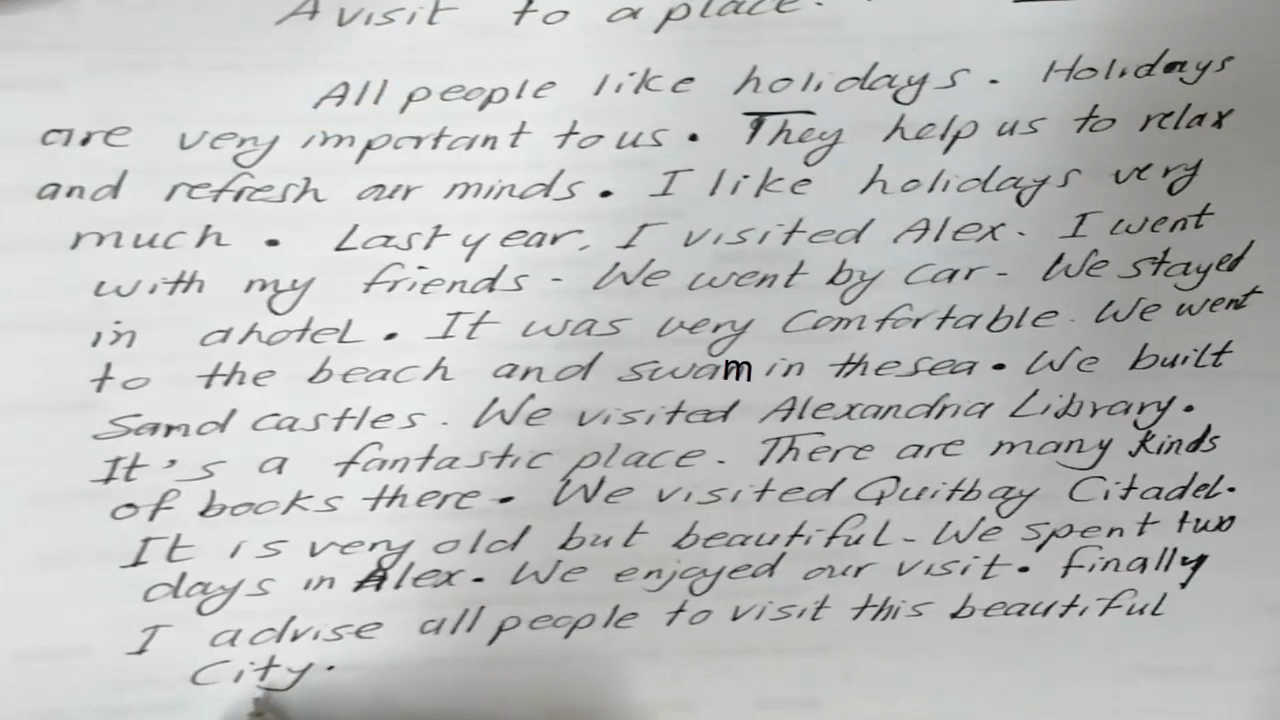 A visit to a place.
All people like holidays. Holidays
are very important to us. They help us to relax
and refresh our minds. I like holidays very
much. Last year, I visited Alex. I went
with my friends - We went by car - We stayed
in a hotel. It was very comfortable. We went
to the beach and swam in the sea. We built
Sand castles. We visited Alexandria Library.
It's a fantastic place. There are many kinds
of books there. We visited Quitbay Citadel.
It is very old but beautiful - We spent two
days in Alex. We enjoyed our visit. Finally
I advise all people to visit this beautiful
City.